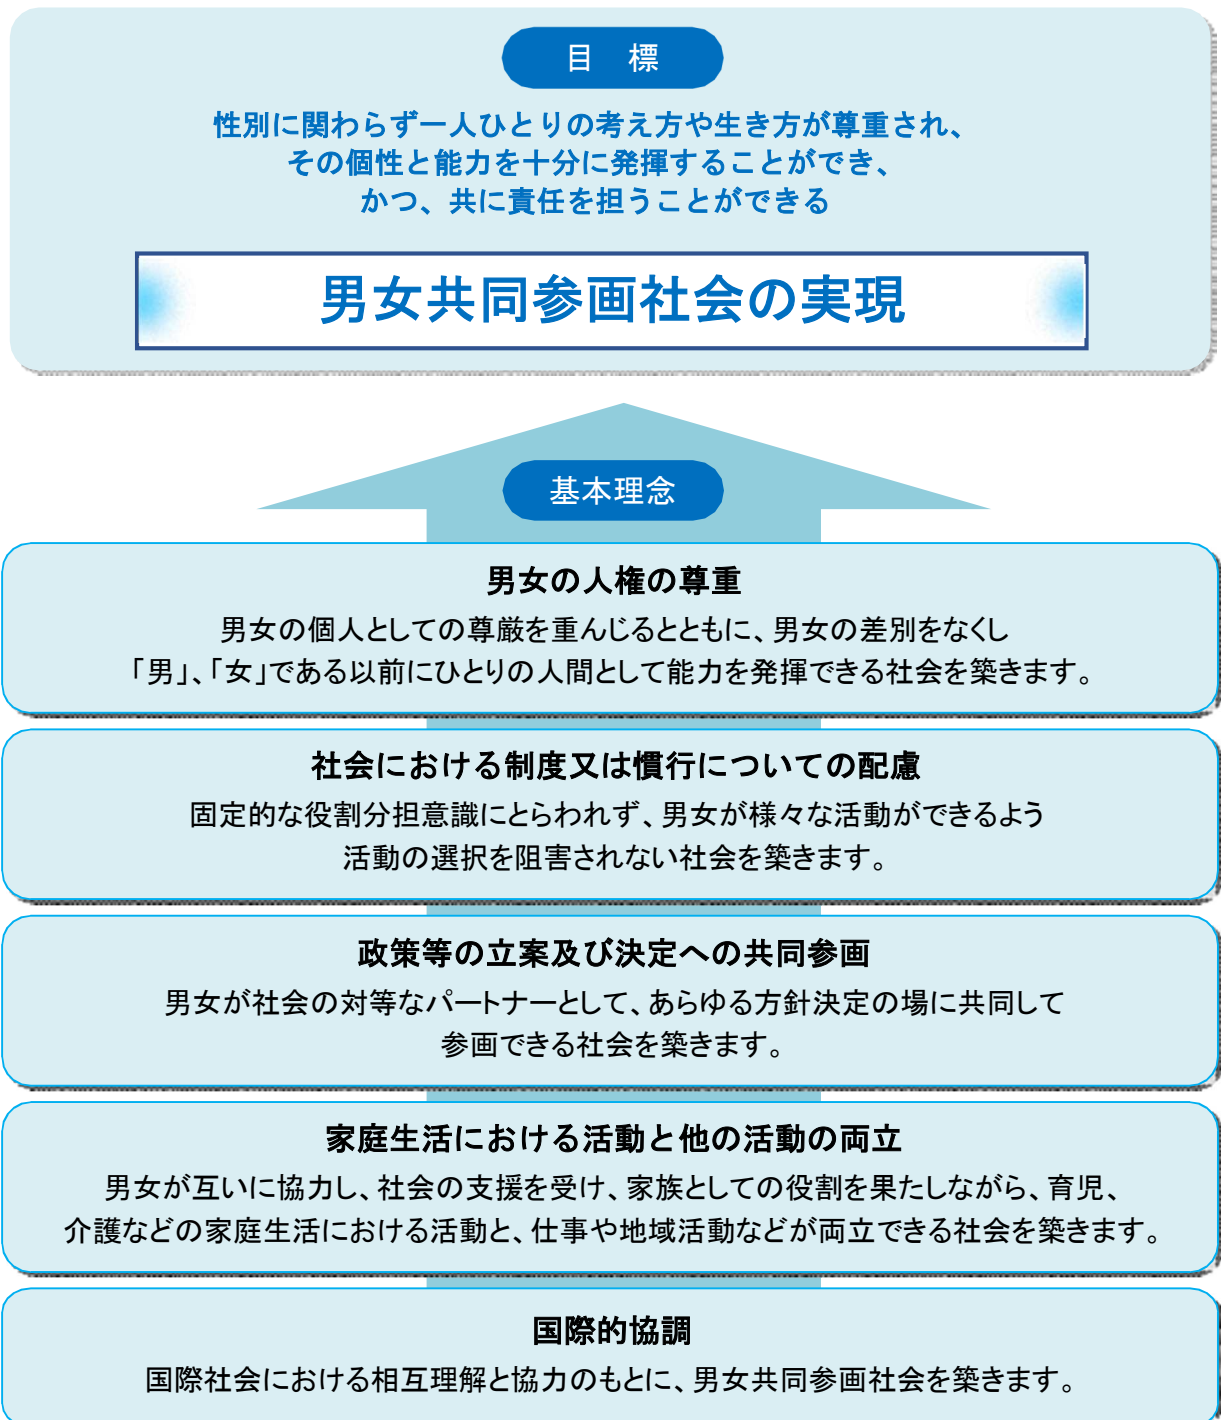 目　標
性別に関わらず一人ひとりの考え方や生き方が尊重され、
その個性と能力を十分に発揮することができ、
かつ、共に責任を担うことができる
男女共同参画社会の実現
基本理念
男女の人権の尊重
男女の個人としての尊厳を重んじるとともに、男女の差別をなくし
「男」、「女」である以前にひとりの人間として能力を発揮できる社会を築きます。
社会における制度又は慣行についての配慮
固定的な役割分担意識にとらわれず、男女が様々な活動ができるよう
活動の選択を阻害されない社会を築きます。
政策等の立案及び決定への共同参画
男女が社会の対等なパートナーとして、あらゆる方針決定の場に共同して
参画できる社会を築きます。
家庭生活における活動と他の活動の両立
男女が互いに協力し、社会の支援を受け、家族としての役割を果たしながら、育児、
介護などの家庭生活における活動と、仕事や地域活動などが両立できる社会を築きます。
国際的協調
国際社会における相互理解と協力のもとに、男女共同参画社会を築きます。